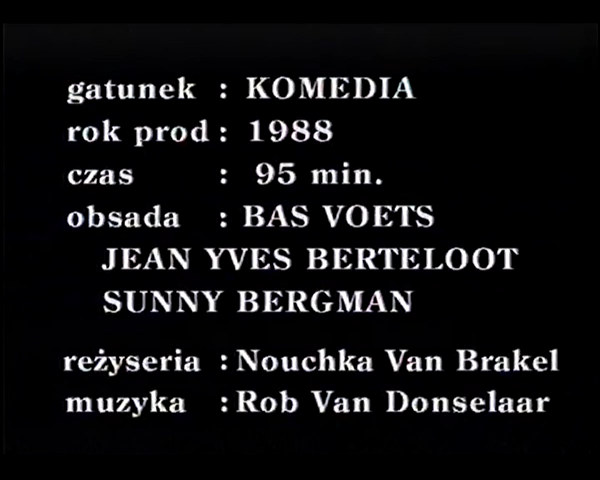 gatunek : KOMEDIA
rok prod : 1988
czas : 95 min.
obsada : BAS VOETS
JEAN YVES BERTELOOT
SUNNY BERGMAN
reżyseria : Nouchka Van Brakel
muzyka : Rob Van Donselaar